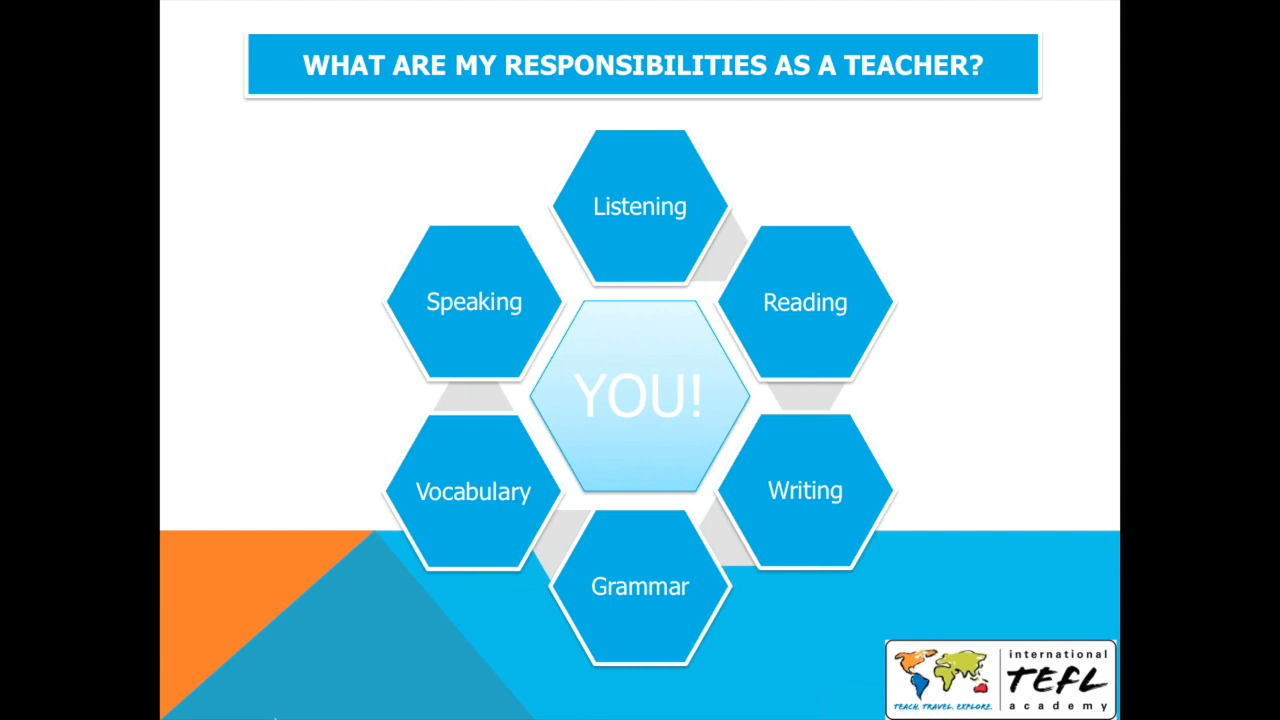 WHAT ARE MY RESPONSIBILITIES AS A TEACHER?
Listening
Speaking
Reading
YOU!
Vocabulary
Writing
Grammar
international
TEFL
academy
TEACH. TRAVEL. EXPLORE.